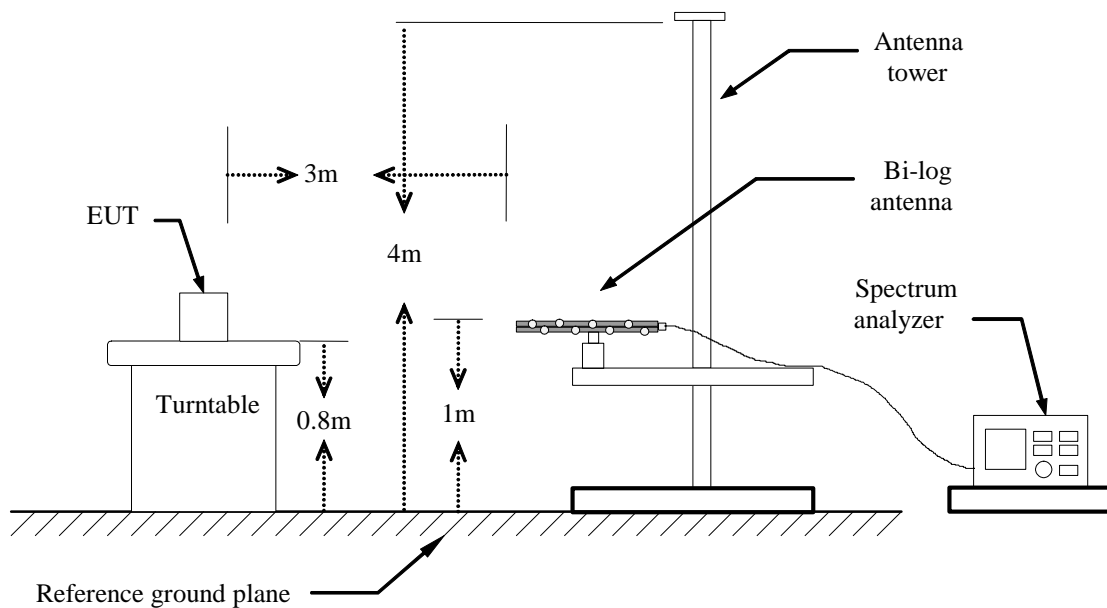 Antenna
tower
3m
Bi-log
antenna
EUT
4m
Spectrum
analyzer
Turntable
0.8m
1m
Reference ground plane